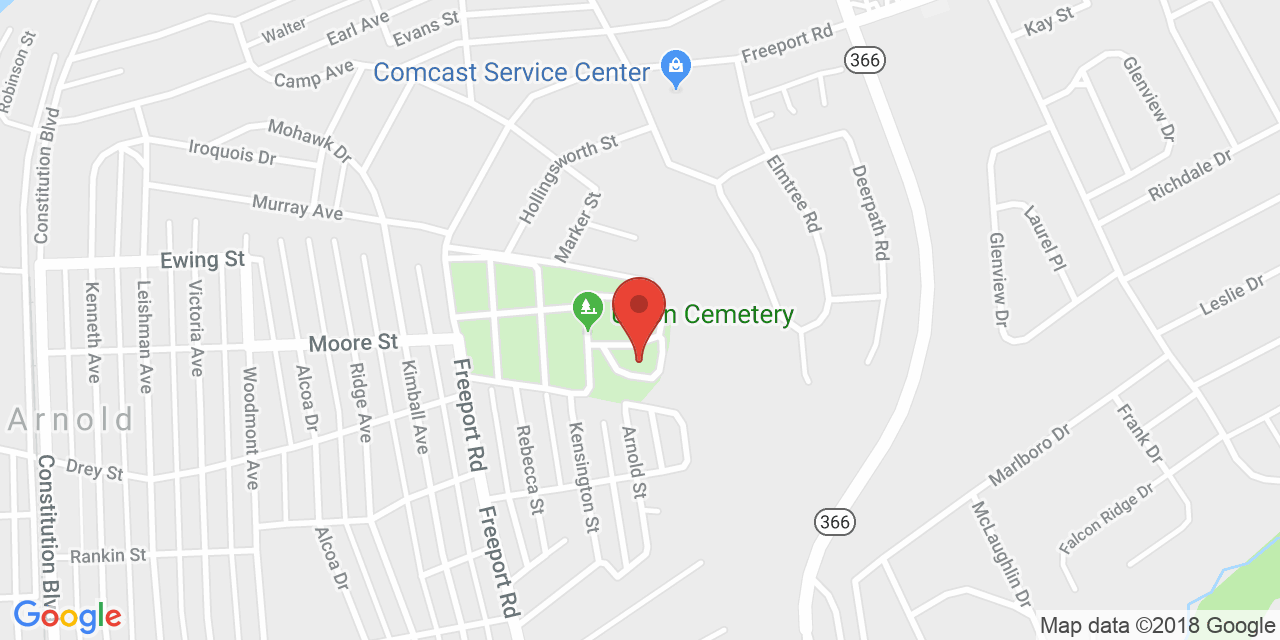 Kay St
Walter
Earl Ave
Evans St
Freeport Rd
Robinson St
366
Camp Ave
Comcast Service Center
Glenview Dr
Constitution Blvd
Mohawk Dr
Iroquois Dr
Hollingsworth St
Elmtree Rd
Deerpath Rd
Richdale Dr
Murray Ave
Marker St
Laurel Pl
Ewing St
Glenview Dr
Leslie Dr
Kenneth Ave
Leishman Ave
Victoria Ave
Cemetery
Moore St
Woodmont Ave
Alcoa Dr
Ridge Ave
Kimball Ave
Freeport Rd
Arnold
Rebecca St
Kensington St
Arnold St
Marlboro Dr
Frank Dr
Drey St
Constitution Blv
Freeport Rd
366
McLaughlin Dr
Falcon Ridge Dr
Rankin St
Alcoa Dr
Google
Map data ©2018 Google